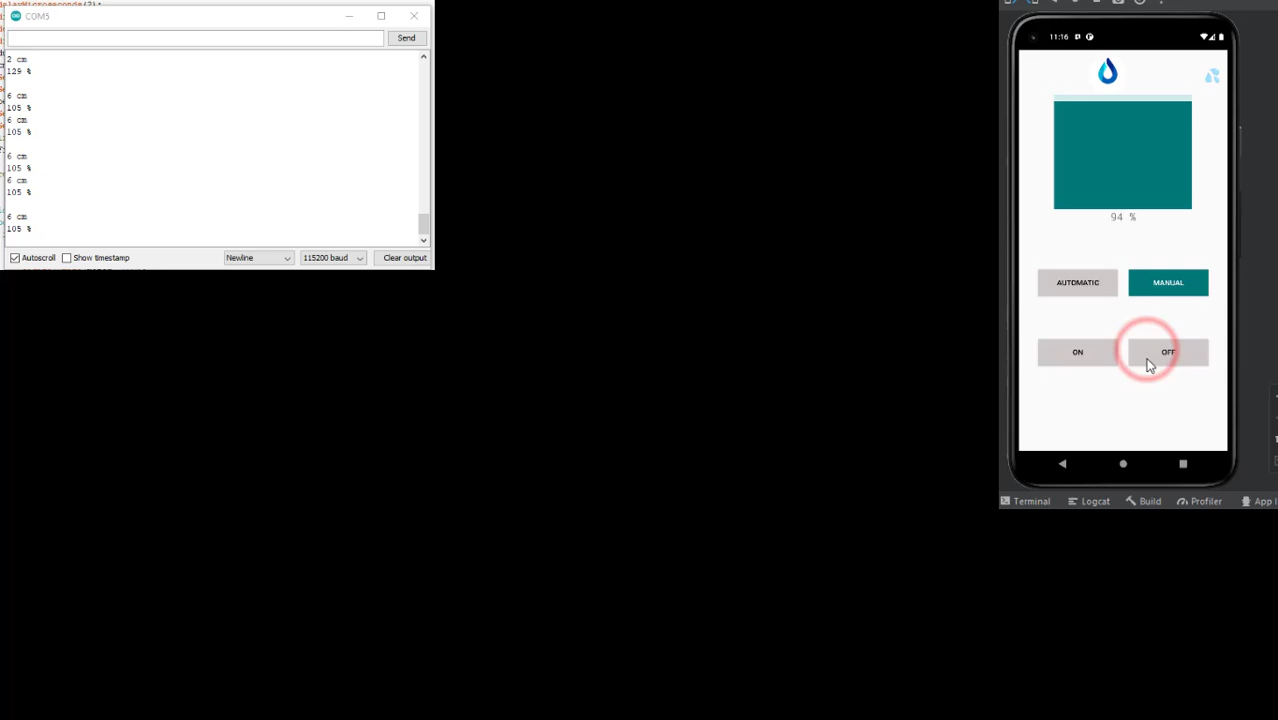 COM5
Send
2 cm
129 %
6 cm
105 %
6 cm
105 %
6 cm
105 %
6 cm
105 %
6 cm
105 %
Autoscroll
Show timestamp
Newline
115200 baud
Clear output
11:16
94 %
AUTOMATIC
MANUAL
ON
OFF
Terminal
Logcat
Build
Profiler
App I